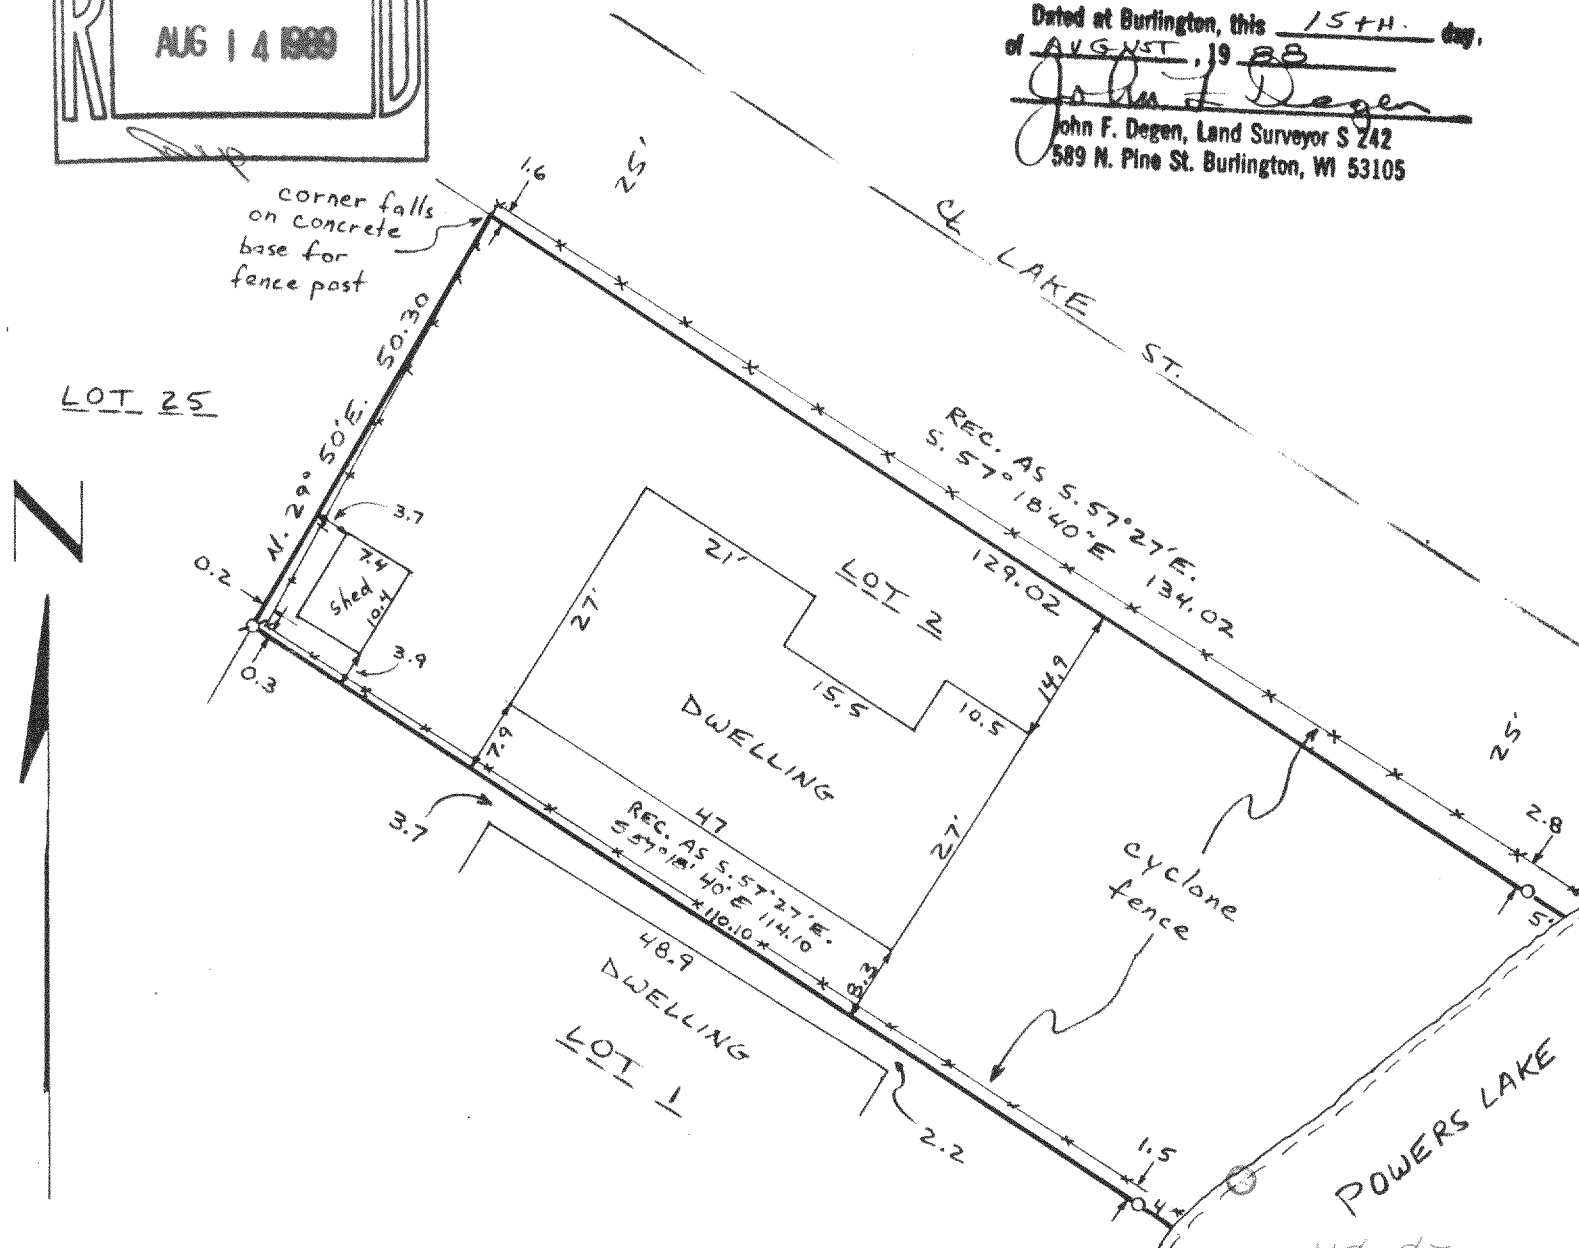 R
D
AUG 14 1989
Dated at Burlington, this 15TH. day,
of AUGUST, 19 88
John F Degen
John F. Degen, Land Surveyor S 242
589 N. Pine St. Burlington, WI 53105
corner falls
on concrete
base for
fence post
1.6
25'
℄ LAKE ST.
LOT 25
N. 29° 50' E. 50.30
REC. AS S. 57° 27' E.
S. 57° 18' 40" E 134.02
129.02
N
0.2
0.3
3.7
7.4
shed
10.4
3.9
21'
27'
LOT 2
15.5
10.5
14.9
DWELLING
7.9
47
27'
8.3
25'
2.8
5'
3.7
REC. AS S. 57° 27' E.
S 57° 18' 40" E 114.10
110.10
48.9
DWELLING
LOT 1
2.2
cyclone
fence
1.5
4'
POWERS LAKE